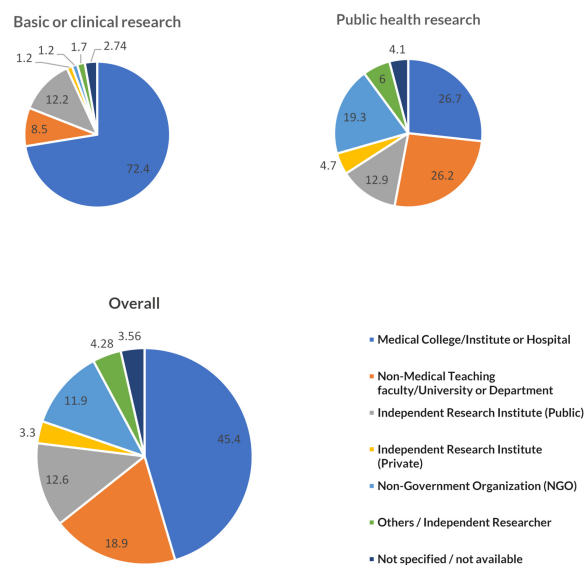 Basic or clinical research
1.2
1.2
1.7
2.74
12.2
8.5
72.4
Public health research
4.1
6
26.7
19.3
4.7
12.9
26.2
Overall
4.28
3.56
11.9
3.3
45.4
12.6
18.9
Medical College/Institute or Hospital
Non-Medical Teaching
faculty/University or Department
Independent Research Institute (Public)
Independent Research Institute
(Private)
Non-Government Organization (NGO)
Others / Independent Researcher
Not specified / not available